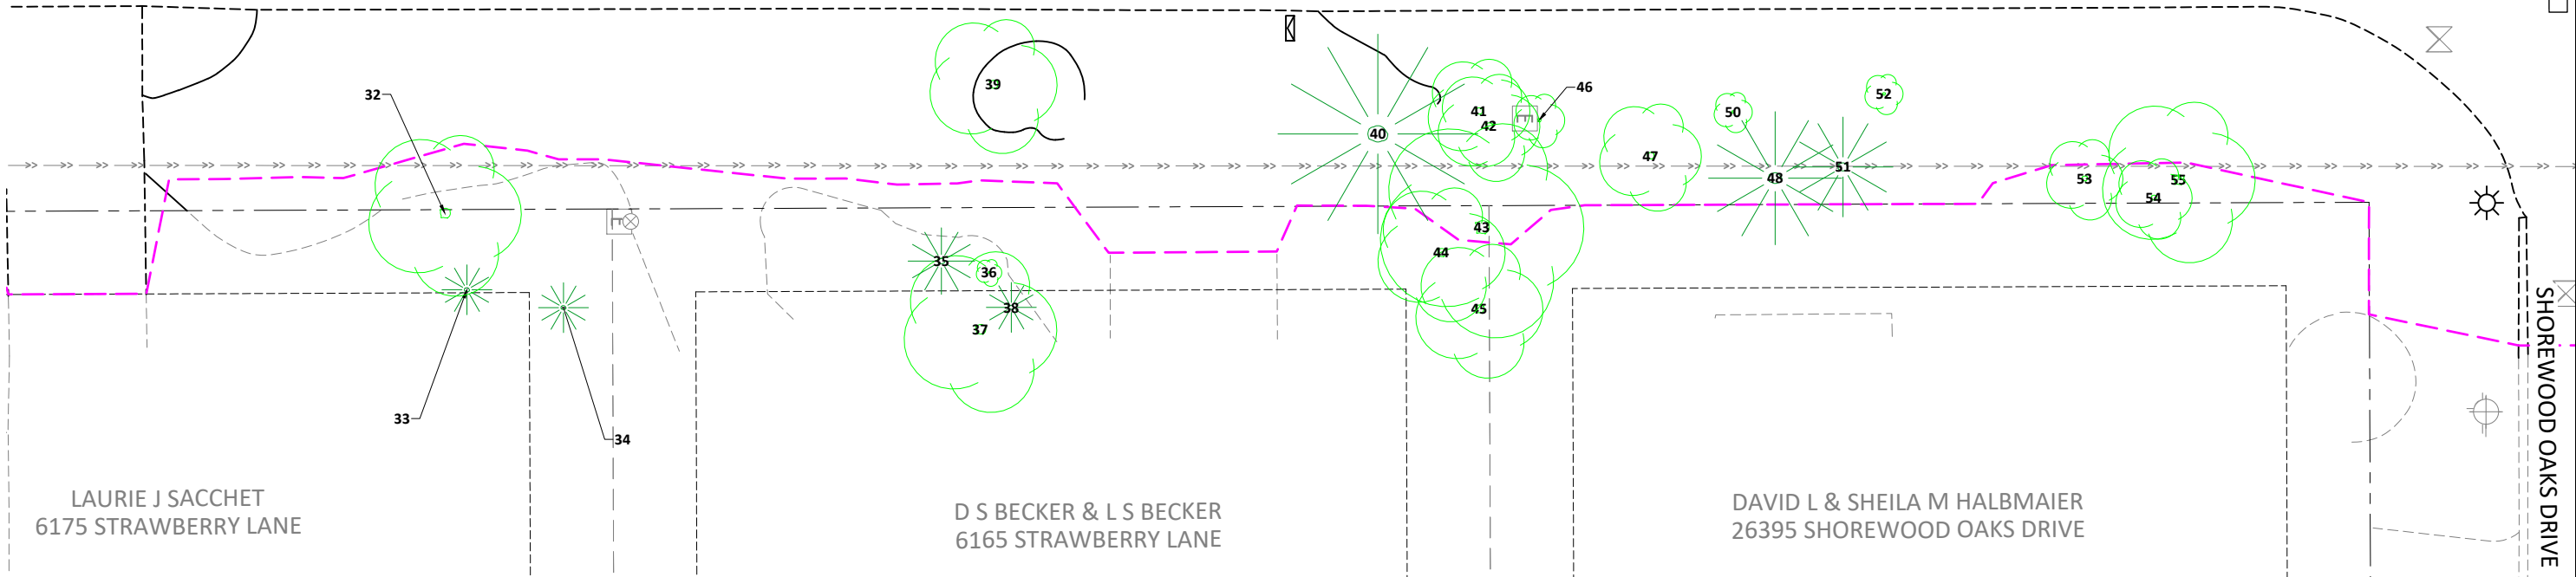 32
39
40
41
42
46
47
50
52
48
51
53
54
55
E
E
43
44
45
35
36
38
37
33
34
LAURIE J SACCHET
6175 STRAWBERRY LANE
D S BECKER & L S BECKER
6165 STRAWBERRY LANE
DAVID L & SHEILA M HALBMAIER
26395 SHOREWOOD OAKS DRIVE
SHOREWOOD OAKS DRIVE